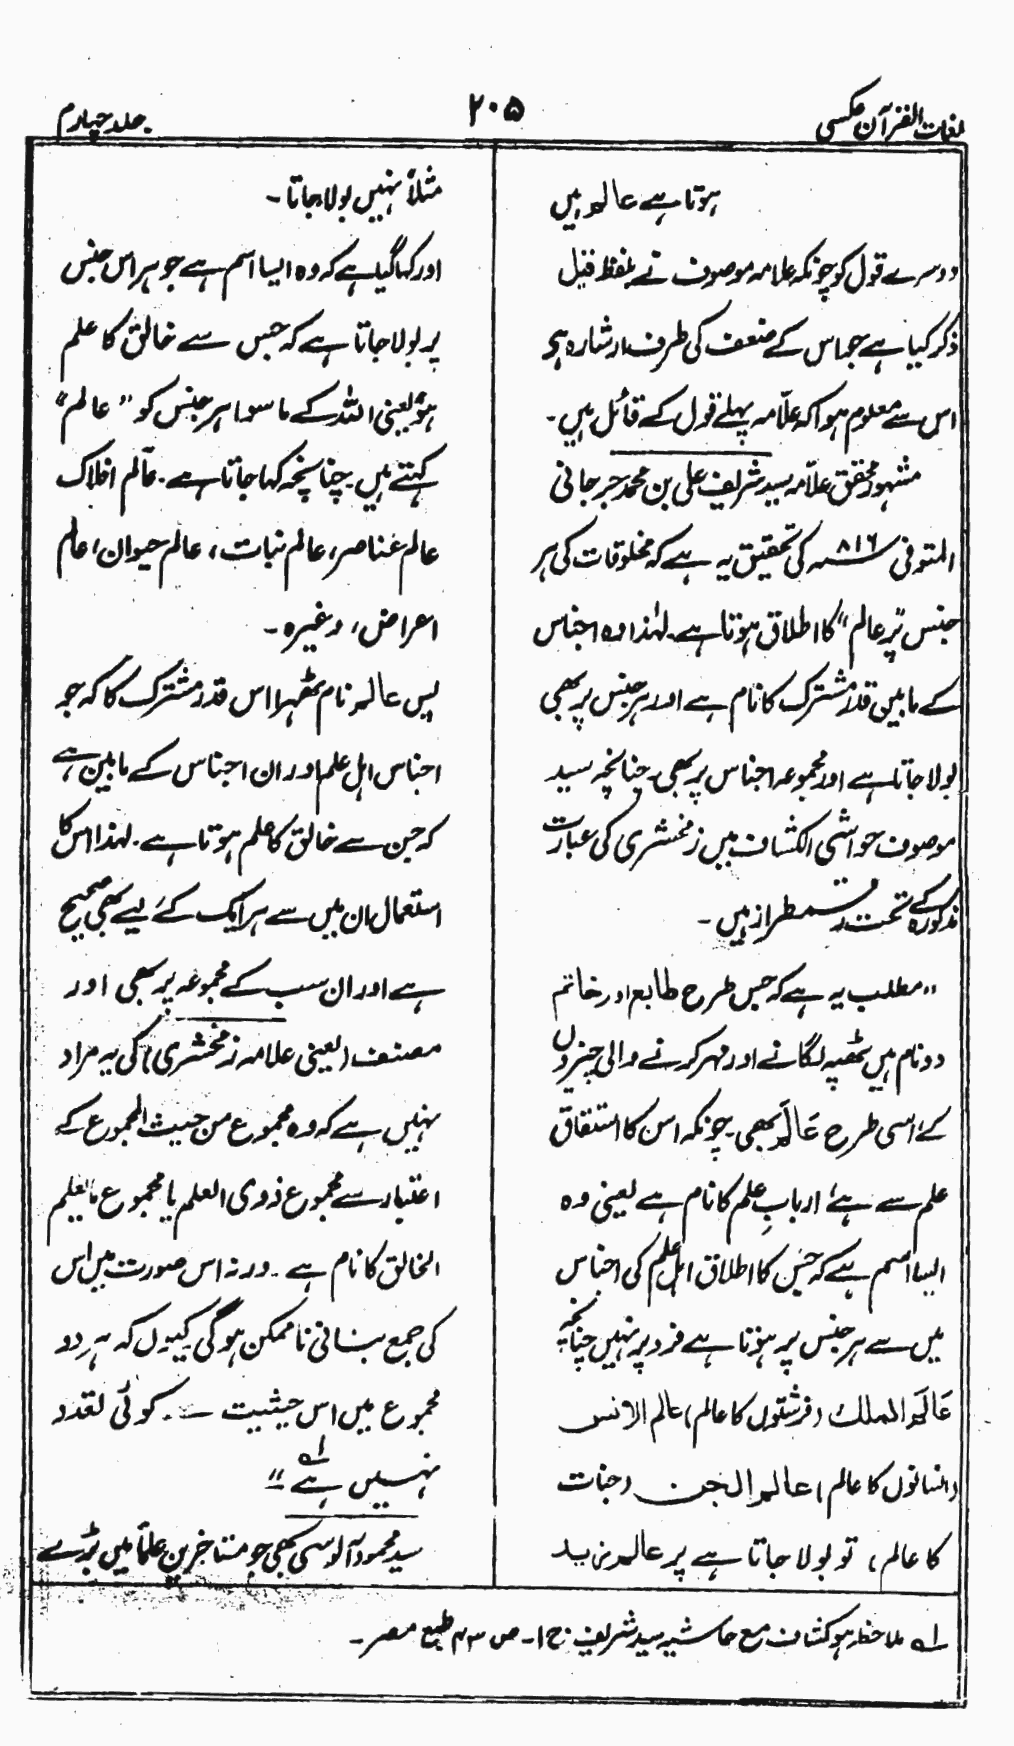 لغات القرآن عکسی
۲۰۵
جلد چہارم
ہوتا ہے عالم ہیں
دوسرے قول کو چونکہ علامہ موصوف نے بلفظ قیل
ذکر کیا ہے جو اس کے ضعف کی طرف اشارہ ہے
اس سے معلوم ہوا کہ علّامہ پہلے قول کے قائل ہیں۔
مشہور محقق علاّمہ سید شریف علی بن محمد جرجانی
المتوفی ۸۱۶ سنہ کی تحقیق یہ ہے کہ مخلوقات کی ہر
جنس پر "عالم" کا اطلاق ہوتا ہے۔ لہٰذا وہ اجناس
کے مابین قدر مشترک کا نام ہے اور ہر جنس پر بھی
بولا جاتا ہے اور مجموعہ اجناس پر بھی۔ چنانچہ سید
موصوف حواشی الکشاف میں زمخشری کی عبارت
مذکورہ کے تحت رقمطراز ہیں۔
"مطلب یہ ہے کہ جس طرح طابع اور خاتم
دو نام ہیں ٹھپہ لگانے اور مہر کرنے والی چیزوں
کے، اسی طرح عَالَم بھی۔ چونکہ اس کا اشتقاق
علم سے ہے، اربابِ علم کا نام ہے یعنی وہ
ایسا اسم ہے کہ جس کا اطلاق اہل علم کی اجناس
میں سے ہر جنس پر ہوتا ہے فرد پر نہیں چنانچہ
عَالَم الملك (فرشتوں کا عالم) عالم الانس
(انسانوں کا عالم) عالم الجن (جنات
کا عالم)، تو بولا جاتا ہے پر عالم زید
مثلاً نہیں بولا جاتا۔
اور کہا گیا ہے کہ وہ ایسا اسم ہے جو ہر اس جنس
پر بولا جاتا ہے کہ جس سے خالق کا علم
ہو، یعنی اللہ کے ماسوا ہر جنس کو "عالم"
کہتے ہیں۔ چنانچہ کہا جاتا ہے۔ عالَم افلاک
عالم عناصر، عالم نبات، عالم حیوان، عالم
اعراض، وغیرہ۔
پس عالم نام ٹھہرا اس قدر مشترک کا کہ جو
اجناس اہل علم اور ان اجناس کے مابین ہے
کہ جن سے خالق کا علم ہوتا ہے۔ لہذا اس کا
استعمال ان میں سے ہر ایک کے لیے بھی صحیح
ہے اور ان سب کے مجموعہ پر بھی اور
مصنف (یعنی علامہ زمخشری) کی یہ مراد
نہیں ہے کہ وہ مجموع من حیث المجموع کے
اعتبار سے مجموع ذوی العلم یا مجموع ما یعلم
الخالق کا نام ہے۔ ورنہ اس صورت میں اس
کی جمع بنانی ناممکن ہوگی کیوں کہ ہر دو
مجموع میں اس حیثیت سے۔ کوئی تعدد
نہیں ہے" لہ
سید محمود آلوسی بھی جو متاخرین علمأ میں بڑے
لہ ملاحظہ ہو کشاف مع حاشیہ سید شریف ج ۱۔ ص ۴۳ طبع مصر۔